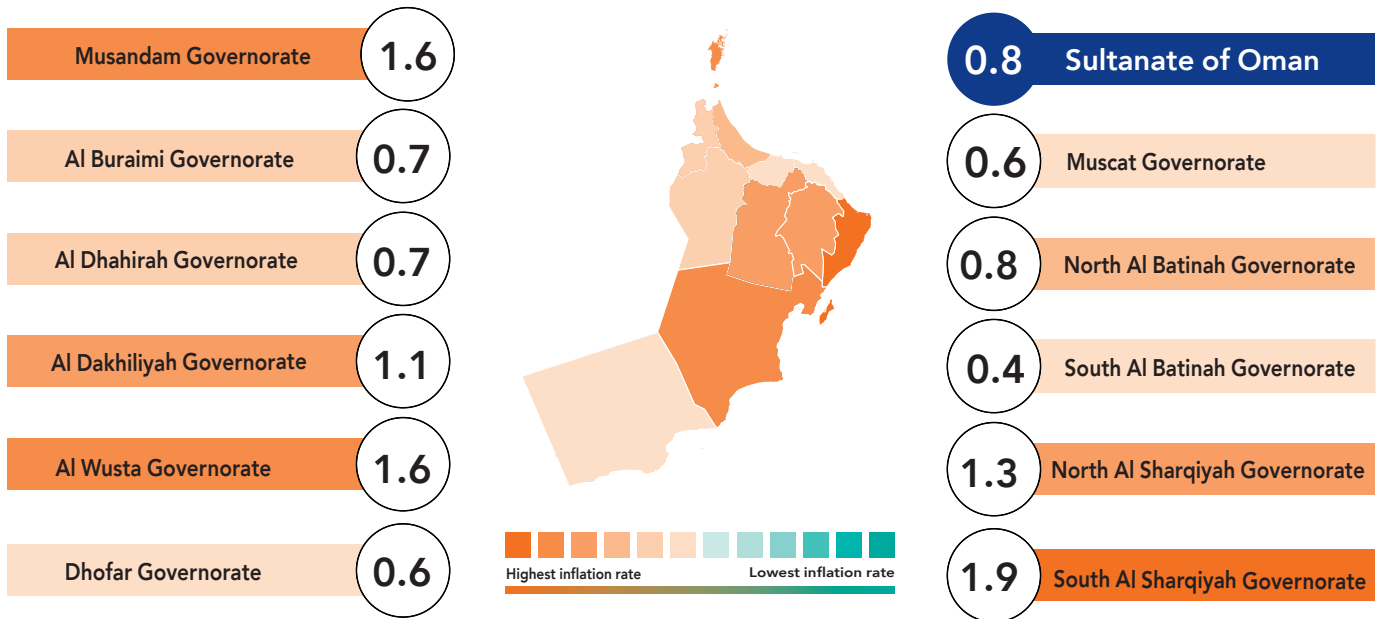 Musandam Governorate 1.6
Al Buraimi Governorate 0.7
Al Dhahirah Governorate 0.7
Al Dakhiliyah Governorate 1.1
Al Wusta Governorate 1.6
Dhofar Governorate 0.6
Highest inflation rate
Lowest inflation rate
0.8 Sultanate of Oman
0.6 Muscat Governorate
0.8 North Al Batinah Governorate
0.4 South Al Batinah Governorate
1.3 North Al Sharqiyah Governorate
1.9 South Al Sharqiyah Governorate